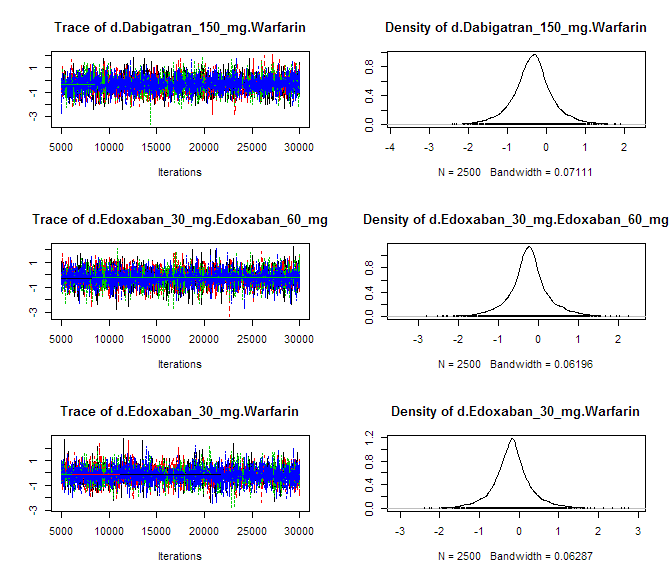 Trace of d.Dabigatran_150_mg.Warfarin
1
-1
-3
5000 10000 15000 20000 25000 30000
Iterations
Density of d.Dabigatran_150_mg.Warfarin
0.8
0.4
0.0
-4 -3 -2 -1 0 1 2
N = 2500 Bandwidth = 0.07111
Trace of d.Edoxaban_30_mg.Edoxaban_60_mg
1
-1
-3
5000 10000 15000 20000 25000 30000
Iterations
Density of d.Edoxaban_30_mg.Edoxaban_60_mg
0.8
0.4
0.0
-3 -2 -1 0 1 2
N = 2500 Bandwidth = 0.06196
Trace of d.Edoxaban_30_mg.Warfarin
1
-1
-3
5000 10000 15000 20000 25000 30000
Iterations
Density of d.Edoxaban_30_mg.Warfarin
1.2
0.8
0.4
0.0
-3 -2 -1 0 1 2 3
N = 2500 Bandwidth = 0.06287